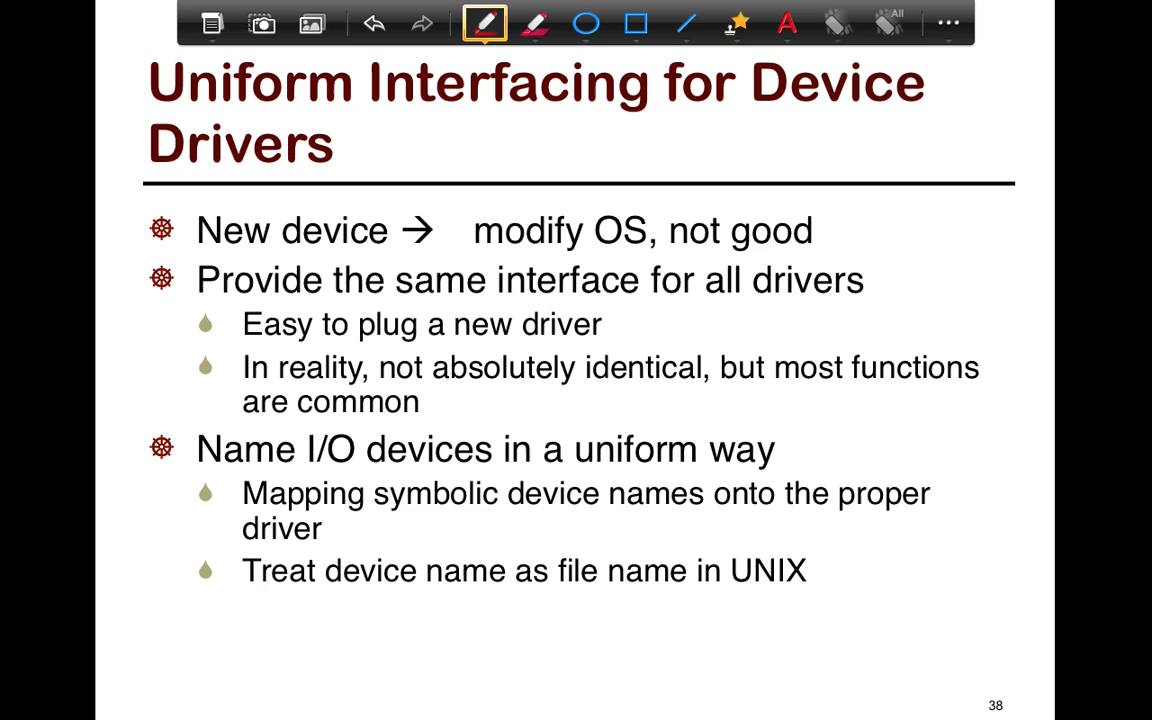 All
A
Uniform Interfacing for Device
Drivers
New device → modify OS, not good
Provide the same interface for all drivers
Easy to plug a new driver
In reality, not absolutely identical, but most functions
are common
Name I/O devices in a uniform way
Mapping symbolic device names onto the proper
driver
Treat device name as file name in UNIX
38